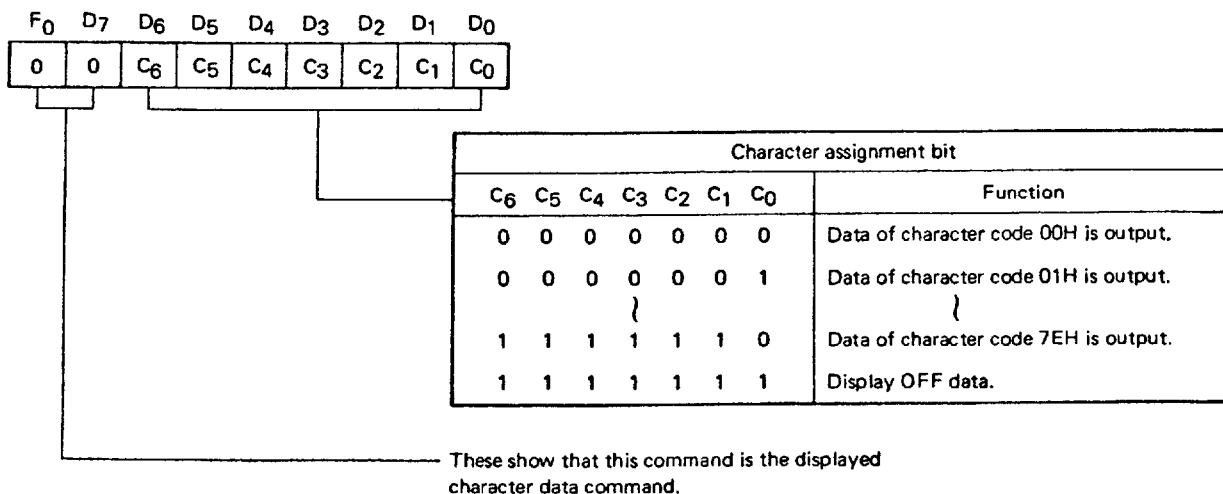 F0 D7 D6 D5 D4 D3 D2 D1 D0
0 0 C6 C5 C4 C3 C2 C1 C0
Character assignment bit
C6 C5 C4 C3 C2 C1 C0 Function
0 0 0 0 0 0 0 Data of character code 00H is output.
0 0 0 0 0 0 1 Data of character code 01H is output.
≀ ≀
1 1 1 1 1 1 0 Data of character code 7EH is output.
1 1 1 1 1 1 1 Display OFF data.
These show that this command is the displayed
character data command.